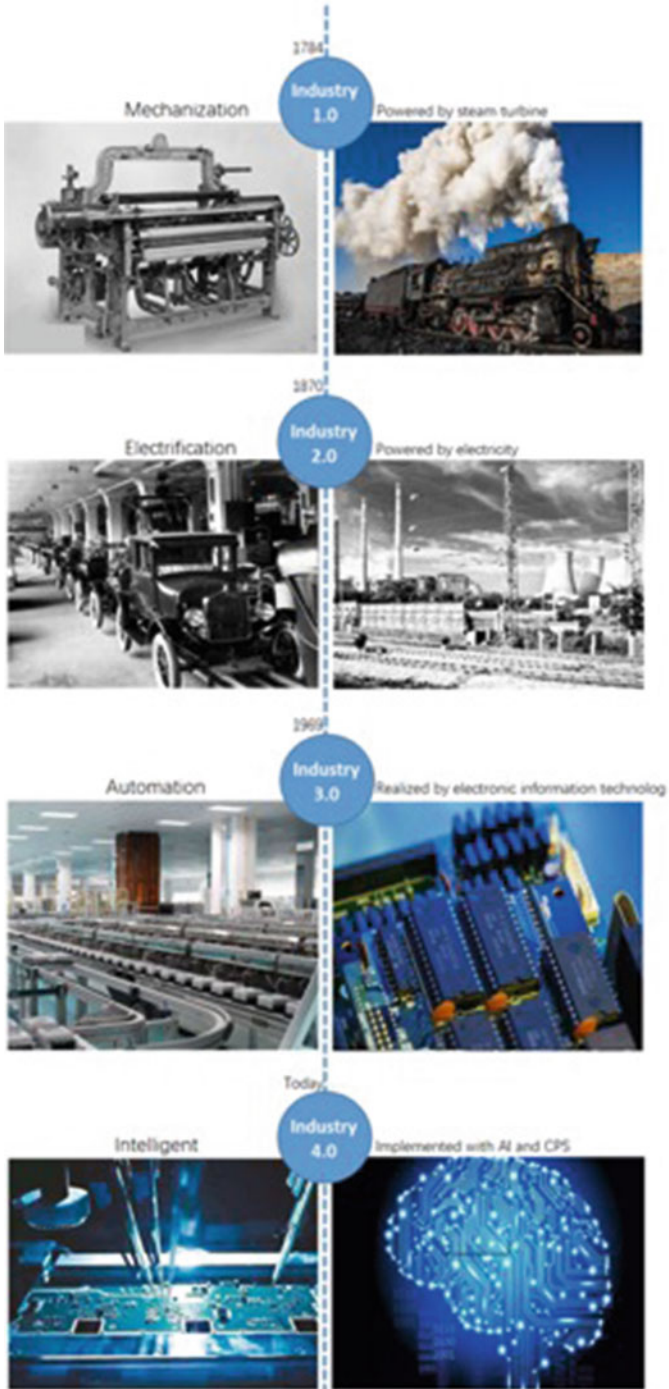 1784
Industry
1.0
Mechanization
Powered by steam turbine
1870
Industry
2.0
Electrification
Powered by electricity
1969
Industry
3.0
Automation
Realized by electronic information technolog
Today
Industry
4.0
Intelligent
Implemented with AI and CPS